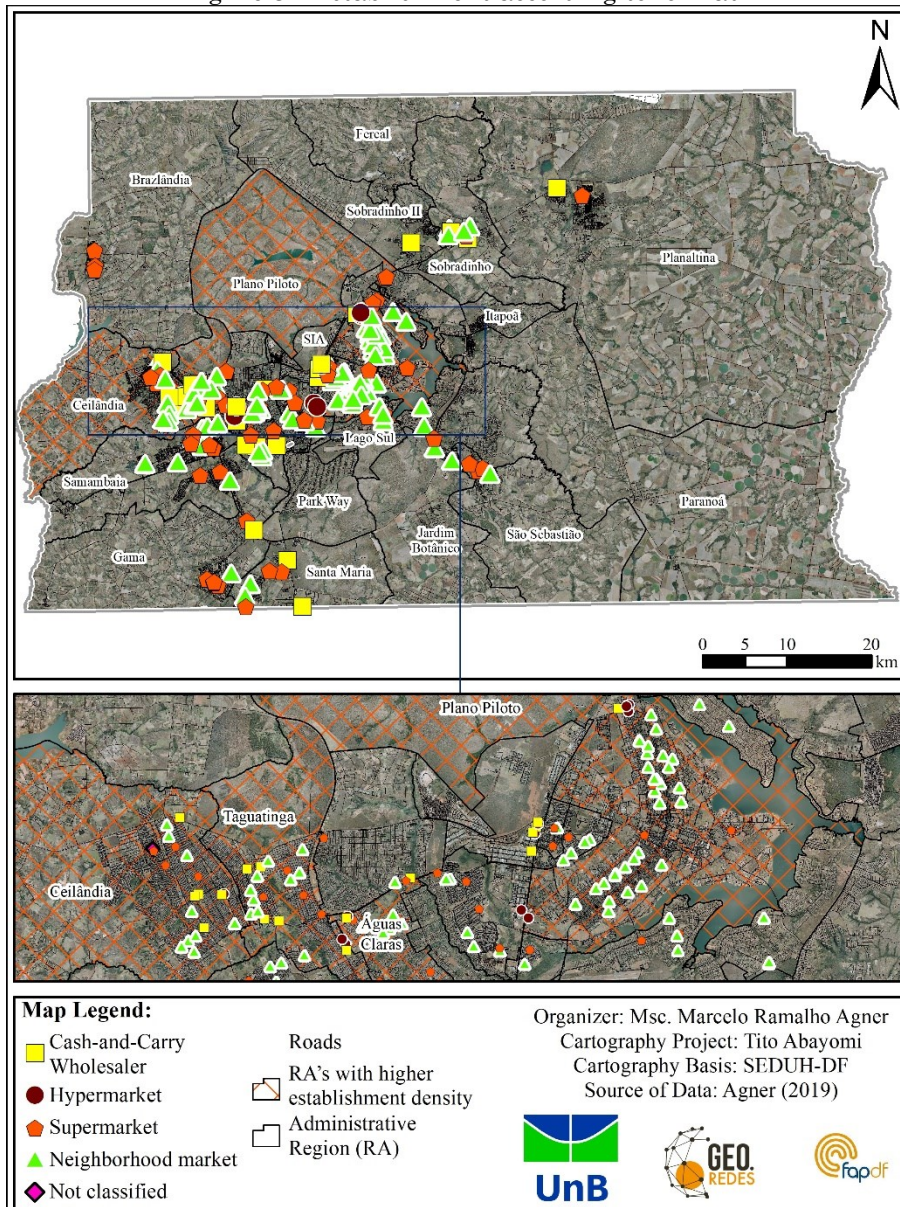 N
Fercal
Brazlândia
Sobradinho II
Planaltina
Sobradinho
Plano Piloto
Itapoã
SIA
Ceilândia
Lago Sul
Samambaia
Park Way
Paranoá
Jardim
Botânico
São Sebastião
Gama
Santa Maria
0 5 10 20
km
Plano Piloto
Taguatinga
Ceilândia
Águas
Claras
Map Legend:
Cash-and-Carry
Wholesaler
Hypermarket
Supermarket
Neighborhood market
Not classified
Roads
RA's with higher
establishment density
Administrative
Region (RA)
Organizer: Msc. Marcelo Ramalho Agner
Cartography Project: Tito Abayomi
Cartography Basis: SEDUH-DF
Source of Data: Agner (2019)
UnB
GEO.
REDES
fapdf